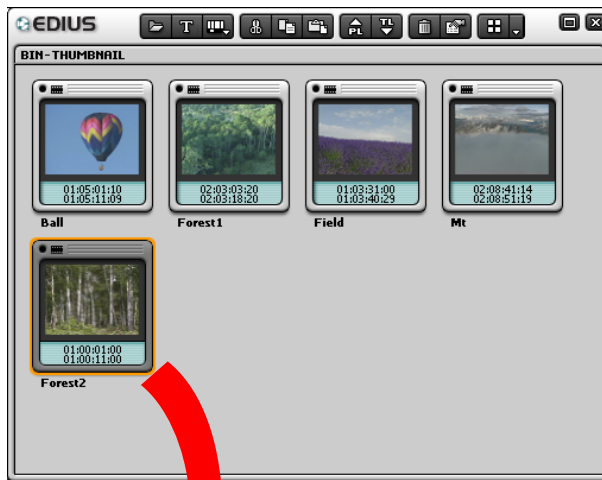 EDIUS
T
PL
TL
BIN-THUMBNAIL
01:05:01:10
01:05:11:09
Ball
02:03:03:20
02:03:18:20
Forest1
01:03:31:00
01:03:40:29
Field
02:08:41:14
02:08:51:19
Mt
01:00:01:00
01:00:11:00
Forest2